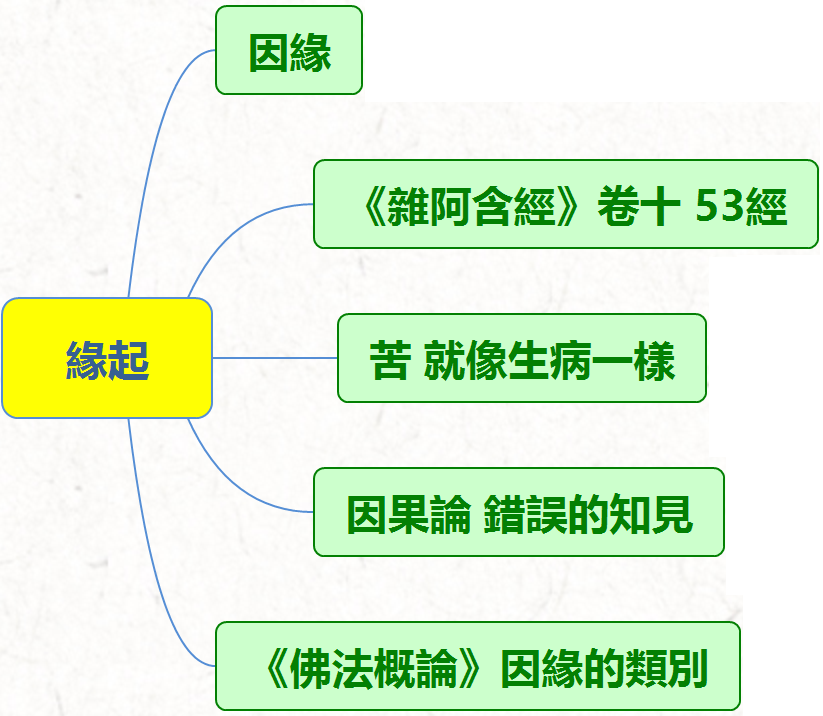 因緣
《雜阿含經》卷十 53經
緣起
苦 就像生病一樣
因果論 錯誤的知見
《佛法概論》因緣的類別